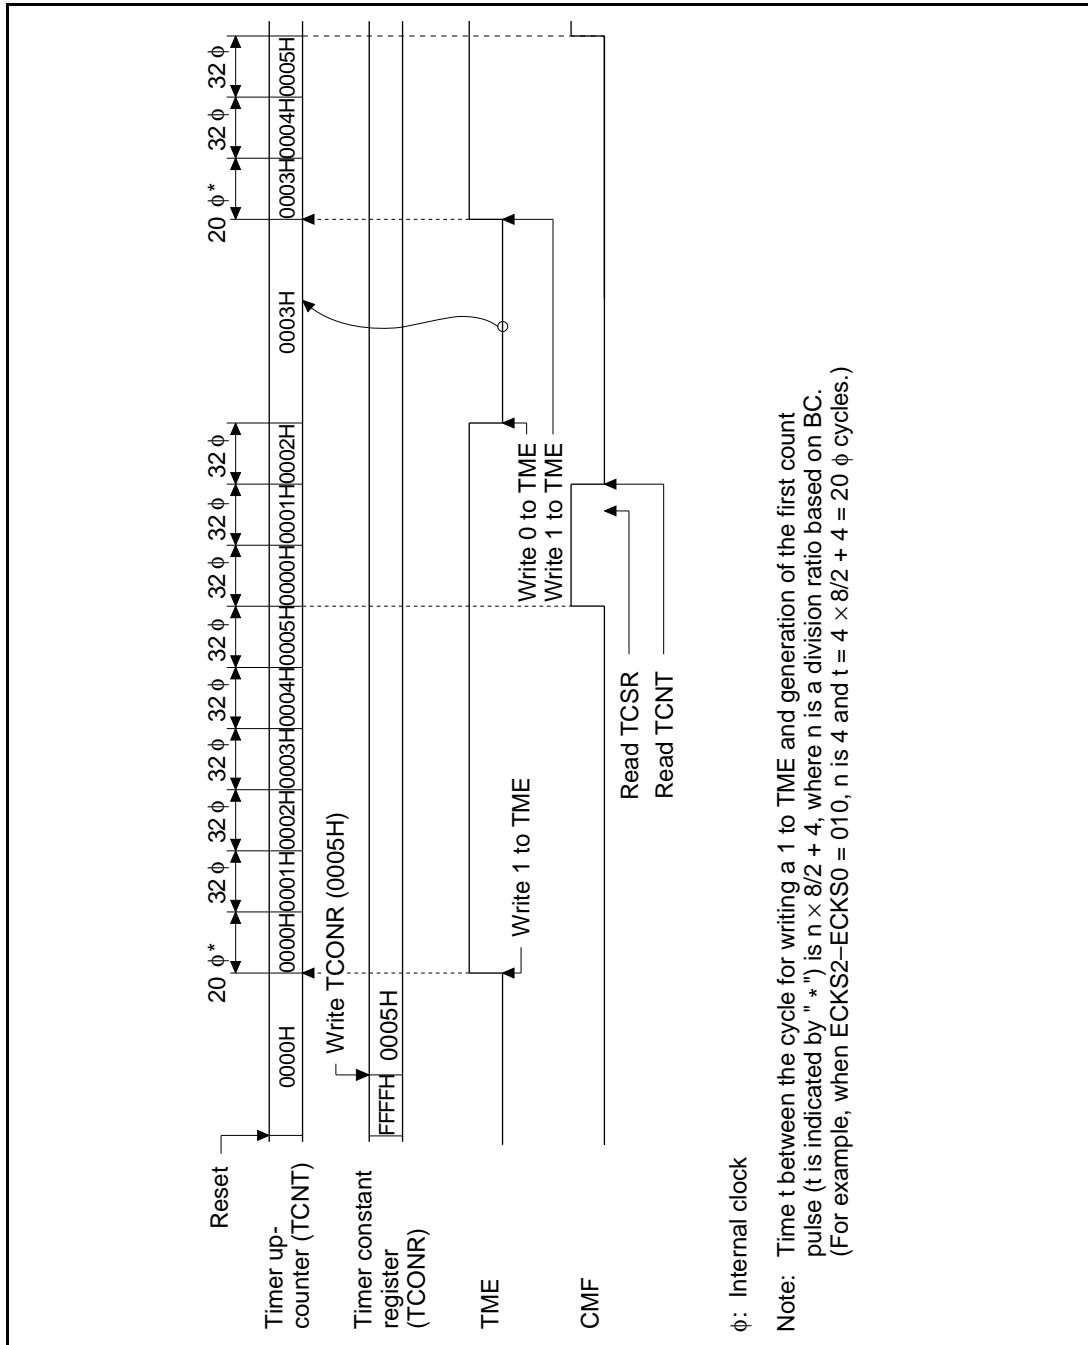 Reset
20 φ*
32 φ
32 φ
32 φ
32 φ
32 φ
32 φ
32 φ
32 φ
20 φ*
32 φ
32 φ
Timer up-
counter (TCNT)
0000H
0000H
0001H
0002H
0003H
0004H
0005H
0000H
0001H
0002H
0003H
0003H
0004H
0005H
Write TCONR (0005H)
Timer constant
register
(TCONR)
FFFFH
0005H
TME
Write 1 to TME
Write 0 to TME
Write 1 to TME
CMF
Read TCSR
Read TCNT
φ: Internal clock
Note: Time t between the cycle for writing a 1 to TME and generation of the first count
pulse (t is indicated by " * ") is n × 8/2 + 4, where n is a division ratio based on BC.
(For example, when ECKS2–ECKS0 = 010, n is 4 and t = 4 × 8/2 + 4 = 20 φ cycles.)